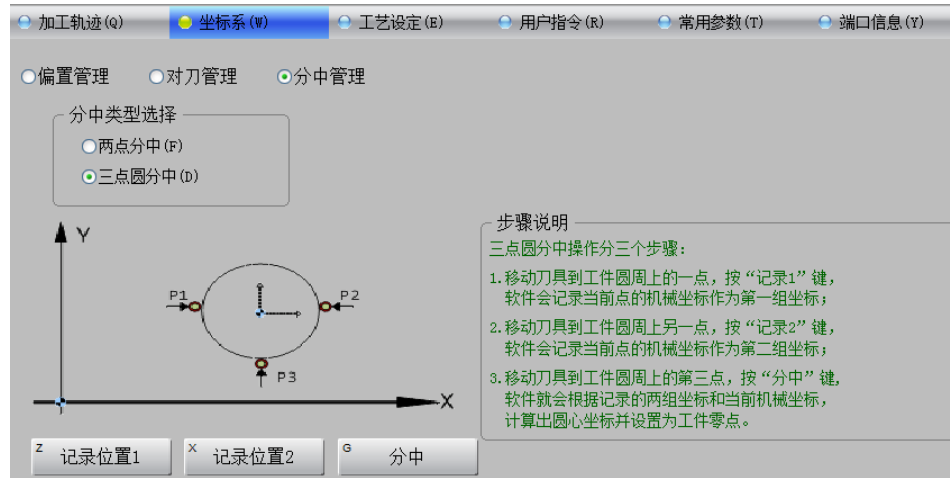 加工轨迹(Q) 坐标系(W) 工艺设定(E) 用户指令(R) 常用参数(T) 端口信息(Y)
偏置管理 对刀管理 分中管理
分中类型选择
两点分中(F)
三点圆分中(D)
Y
P1
P2
P3
X
步骤说明
三点圆分中操作分三个步骤:
1.移动刀具到工件圆周上的一点，按“记录1”键，
软件会记录当前点的机械坐标作为第一组坐标;
2.移动刀具到工件圆周上另一点，按“记录2”键，
软件会记录当前点的机械坐标作为第二组坐标;
3.移动刀具到工件圆周上的第三点，按“分中”键,
软件就会根据记录的两组坐标和当前机械坐标，
计算出圆心坐标并设置为工件零点。
Z 记录位置1 X 记录位置2 G 分中